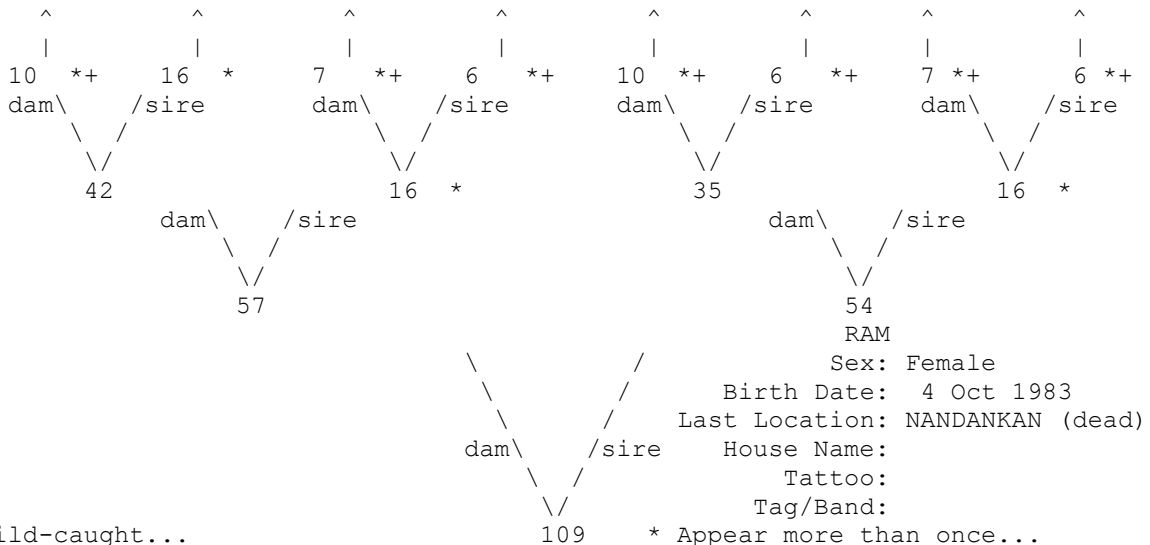 ^ ^ ^ ^ ^ ^ ^ ^
| | | | | | | |
10 *+ 16 * 7 *+ 6 *+ 10 *+ 6 *+ 7 *+ 6 *+
dam\ /sire dam\ /sire dam\ /sire dam\ /sire
\ / \ / \ / \ /
\/ \/ \/ \/
42 16 * 35 16 *
dam\ /sire dam\ /sire
\ / \ /
\/ \/
57 54
RAM
\ / Sex: Female
\ / Birth Date: 4 Oct 1983
\ / Last Location: NANDANKAN (dead)
dam\ /sire House Name:
\ / Tattoo:
\/ Tag/Band:
ild-caught... 109 * Appear more than once...